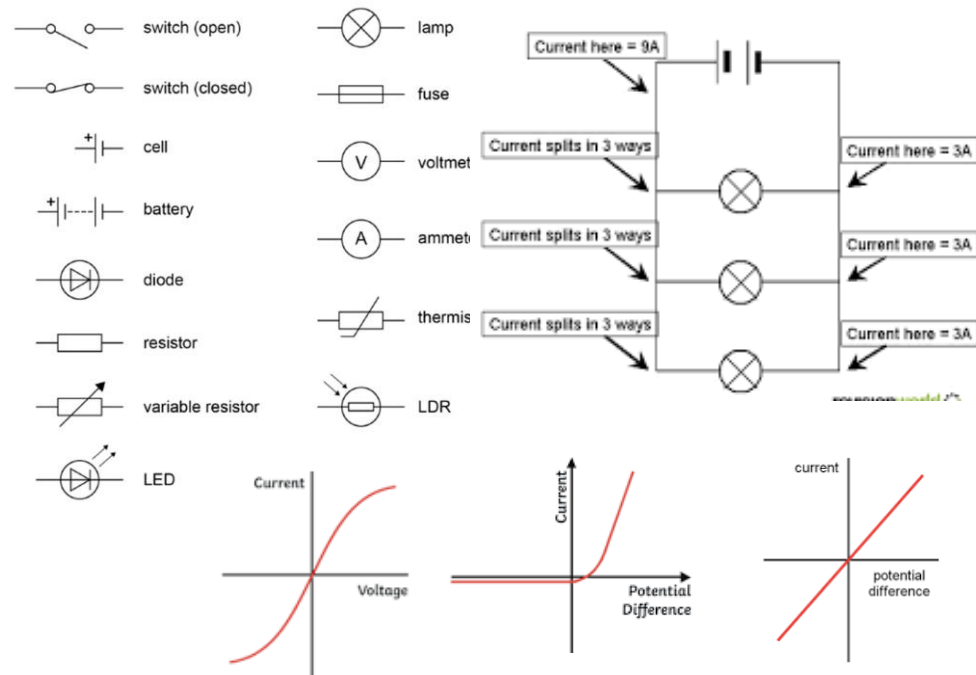 switch (open)
switch (closed)
+
cell
+
battery
diode
resistor
variable resistor
LED
lamp
fuse
V
voltmet
A
ammete
thermis
LDR
Current here = 9A
Current splits in 3 ways
Current here = 3A
Current splits in 3 ways
Current here = 3A
Current splits in 3 ways
Current here = 3A
Current
Voltage
Current
Potential
Difference
current
potential
difference